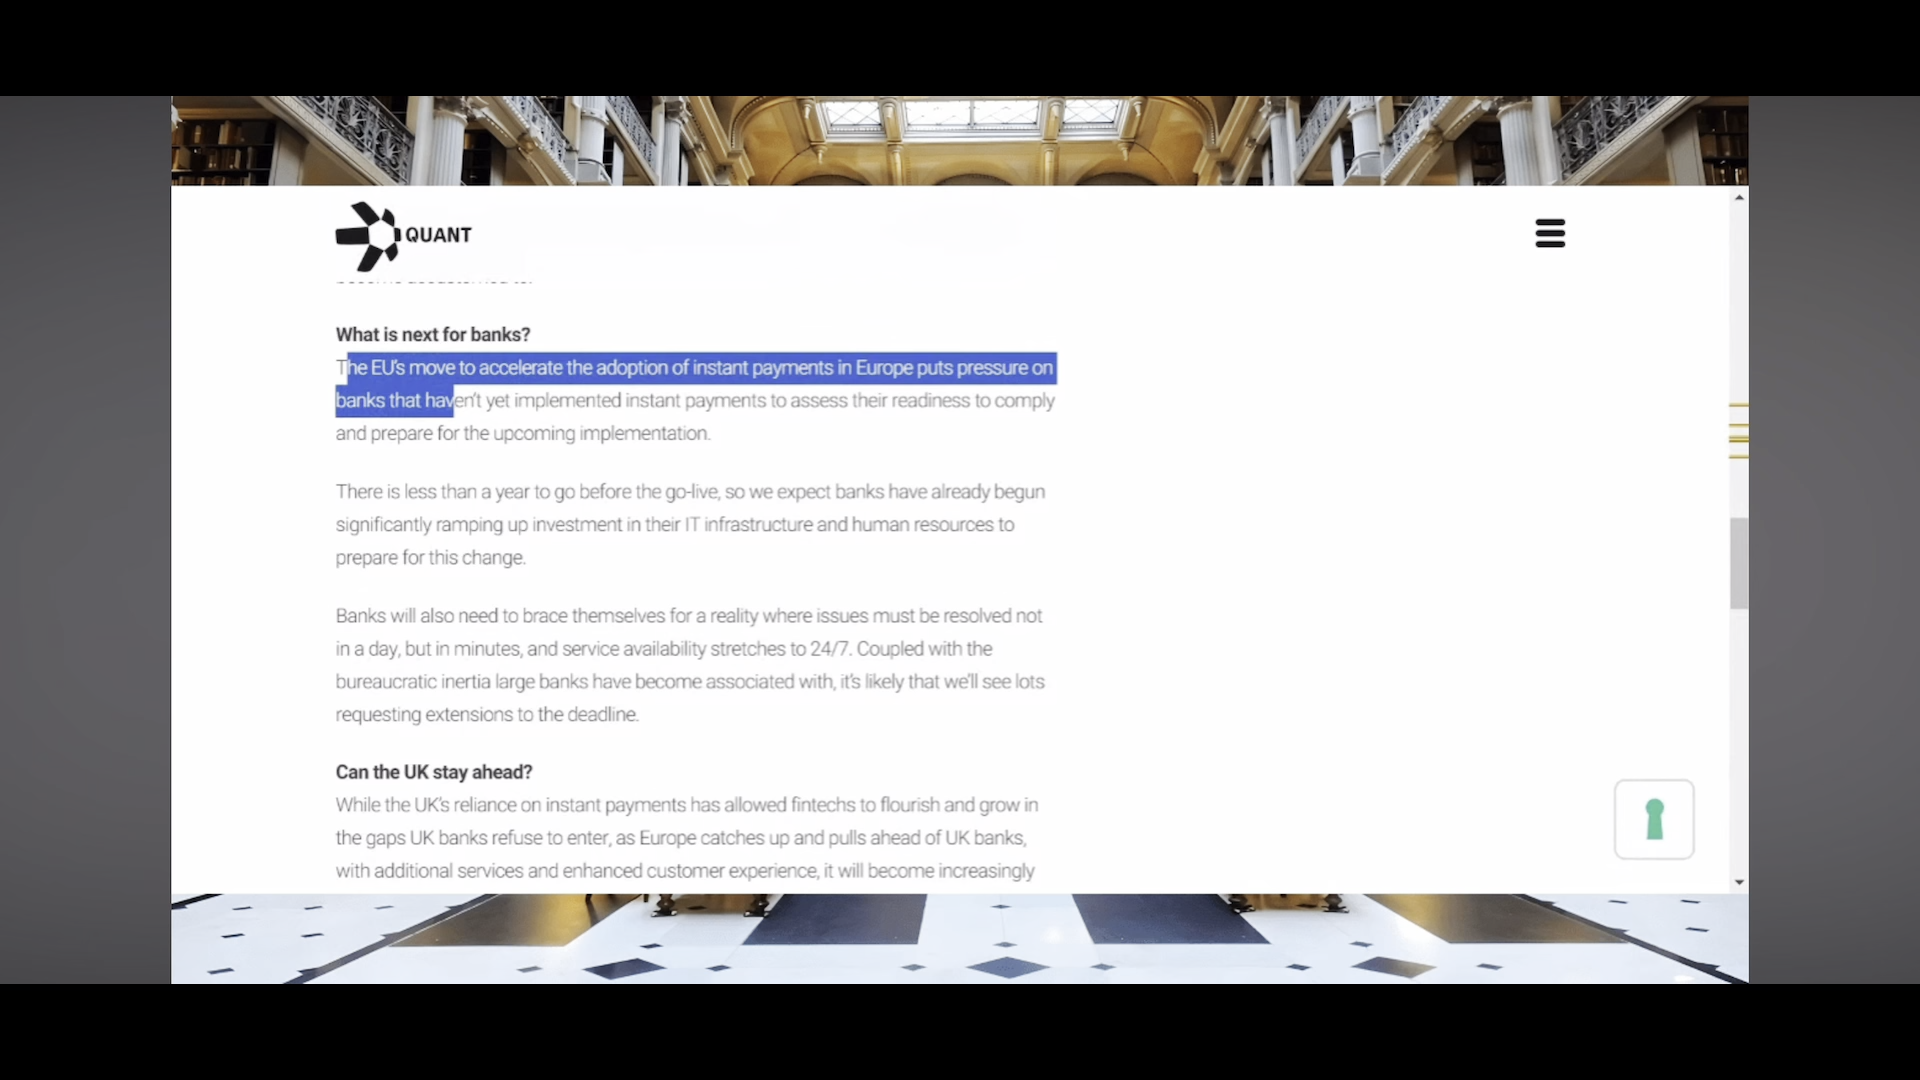 QUANT
What is next for banks?
The EU's move to accelerate the adoption of instant payments in Europe puts pressure on
banks that haven't yet implemented instant payments to assess their readiness to comply
and prepare for the upcoming implementation.
There is less than a year to go before the go-live, so we expect banks have already begun
significantly ramping up investment in their IT infrastructure and human resources to
prepare for this change.
Banks will also need to brace themselves for a reality where issues must be resolved not
in a day, but in minutes, and service availability stretches to 24/7. Coupled with the
bureaucratic inertia large banks have become associated with, it's likely that we'll see lots
requesting extensions to the deadline.
Can the UK stay ahead?
While the UK's reliance on instant payments has allowed fintechs to flourish and grow in
the gaps UK banks refuse to enter, as Europe catches up and pulls ahead of UK banks,
with additional services and enhanced customer experience, it will become increasingly